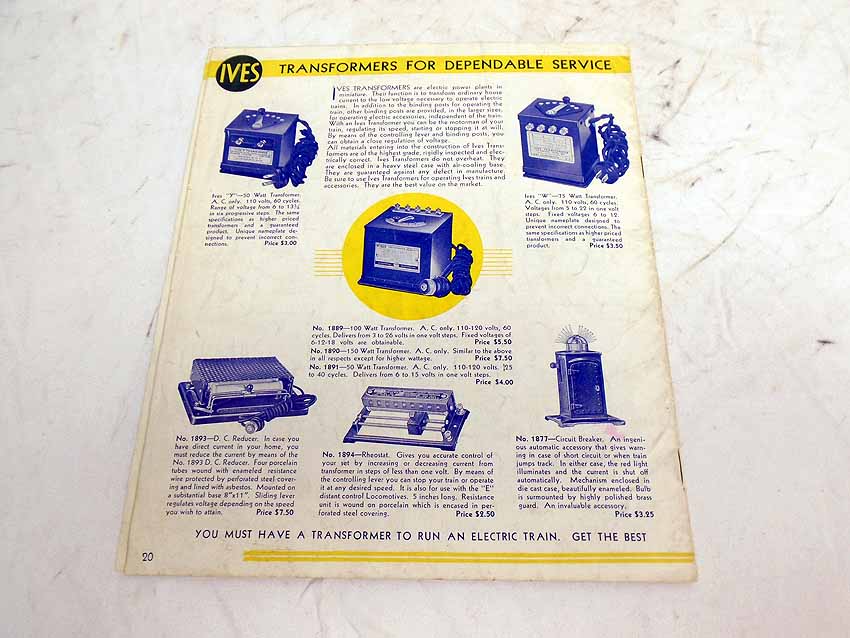 IVES TRANSFORMERS FOR DEPENDABLE SERVICE
IVES TRANSFORMERS are electric power plants in
miniature. Their function is to transform ordinary house
current to the low voltage necessary to operate electric
trains. In addition to the binding posts for operating the
train, other binding posts are provided, in the larger sizes,
for operating electric accessories, independent of the train.
With an Ives Transformer you can be the motorman of your
train, regulating its speed, starting or stopping it at will.
By means of the controlling lever and binding posts, you
can obtain a close regulation of voltage.
All materials entering into the construction of Ives Trans-
formers are of the highest grade, rigidly inspected and elec-
trically correct. Ives Transformers do not overheat. They
are enclosed in a heavy steel case with air-cooling base.
They are guaranteed against any defect in manufacture.
Be sure to use Ives Transformers for operating Ives trains and
accessories. They are the best value on the market.
Ives "Y"—50 Watt Transformer.
A. C. only. 110 volts, 60 cycles.
Range of voltage from 6 to 13¾
in six progressive steps. The same
specifications as higher priced
transformers and a guaranteed
product. Unique nameplate de-
signed to prevent incorrect con-
nections. Price $3.00
Ives "W"—75 Watt Transformer.
A. C. only. 110 volts, 60 cycles.
Voltages from 5 to 22 in one volt
steps. Fixed voltages 6 to 12.
Unique nameplate designed to
prevent incorrect connections. The
same specifications as higher priced
transformers and a guaranteed
product. Price $3.50
No. 1889—100 Watt Transformer. A. C. only. 110-120 volts, 60
cycles. Delivers from 3 to 26 volts in one volt steps. Fixed voltages of
6-12-18 volts are obtainable. Price $5.50
No. 1890—150 Watt Transformer. A. C. only. Similar to the above
in all respects except for higher wattage. Price $7.50
No. 1891—50 Watt Transformer. A. C. only. 110-120 volts. 25
to 40 cycles. Delivers from 6 to 15 volts in one volt steps.
Price $4.00
No. 1893—D. C. Reducer. In case you
have direct current in your home, you
must reduce the current by means of the
No. 1893 D. C. Reducer. Four porcelain
tubes wound with enameled resistance
wire protected by perforated steel cover-
ing and lined with asbestos. Mounted on
a substantial base 8"x11". Sliding lever
regulates voltage depending on the speed
you wish to attain. Price $7.50
No. 1894—Rheostat. Gives you accurate control of
your set by increasing or decreasing current from
transformer in steps of less than one volt. By means of
the controlling lever you can stop your train or operate
it at any desired speed. It is also for use with the "E"
distant control Locomotives. 5 inches long. Resistance
unit is wound on porcelain which is encased in per-
forated steel covering. Price $2.50
No. 1877—Circuit Breaker. An ingeni-
ous automatic accessory that gives warn-
ing in case of short circuit or when train
jumps track. In either case, the red light
illuminates and the current is shut off
automatically. Mechanism enclosed in
die cast case, beautifully enameled. Bulb
is surmounted by highly polished brass
guard. An invaluable accessory.
Price $3.25
YOU MUST HAVE A TRANSFORMER TO RUN AN ELECTRIC TRAIN. GET THE BEST
20